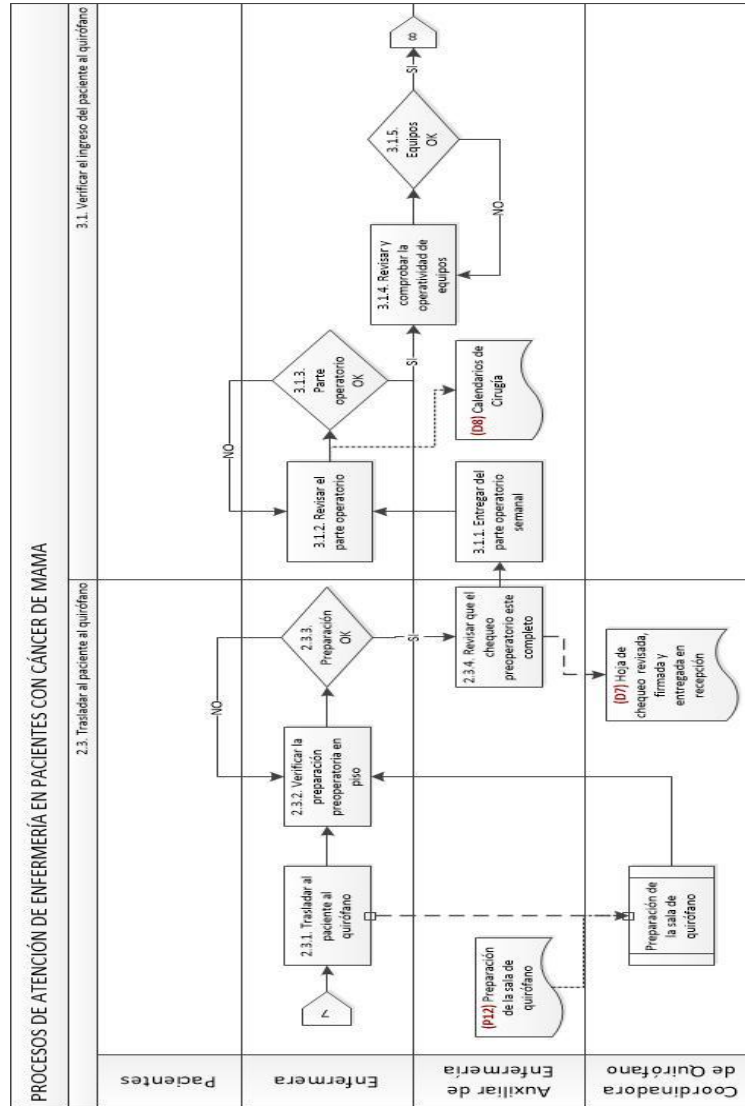 PROCESOS DE ATENCIÓN DE ENFERMERÍA EN PACIENTES CON CÁNCER DE MAMA
2.3. Trasladar al paciente al quirófano
3.1. Verificar el ingreso del paciente al quirófano
Pacientes
Enfermera
7
2.3.1. Trasladar al
paciente al
quirófano
2.3.2. Verificar la
preparación
preoperatoria en
piso
2.3.3.
Preparación
OK
NO
SI
3.1.2. Revisar el
parte operatorio
3.1.3.
Parte
operatorio
OK
NO
SI
Auxiliar de
Enfermería
(P12) Preparación
de la sala de
quirófano
2.3.4. Revisar que el
chequeo
preoperatorio este
completo
3.1.1. Entregar del
parte operatorio
semanal
(D8) Calendarios de
Cirugía
3.1.4. Revisar y
comprobar la
operatividad de
equipos
3.1.5.
Equipos
OK
NO
SI
8
Coordinadora
de Quirófano
Preparación de
la sala de
quirófano
(D7) Hoja de
chequeo revisada,
firmada y
entregada en
recepción